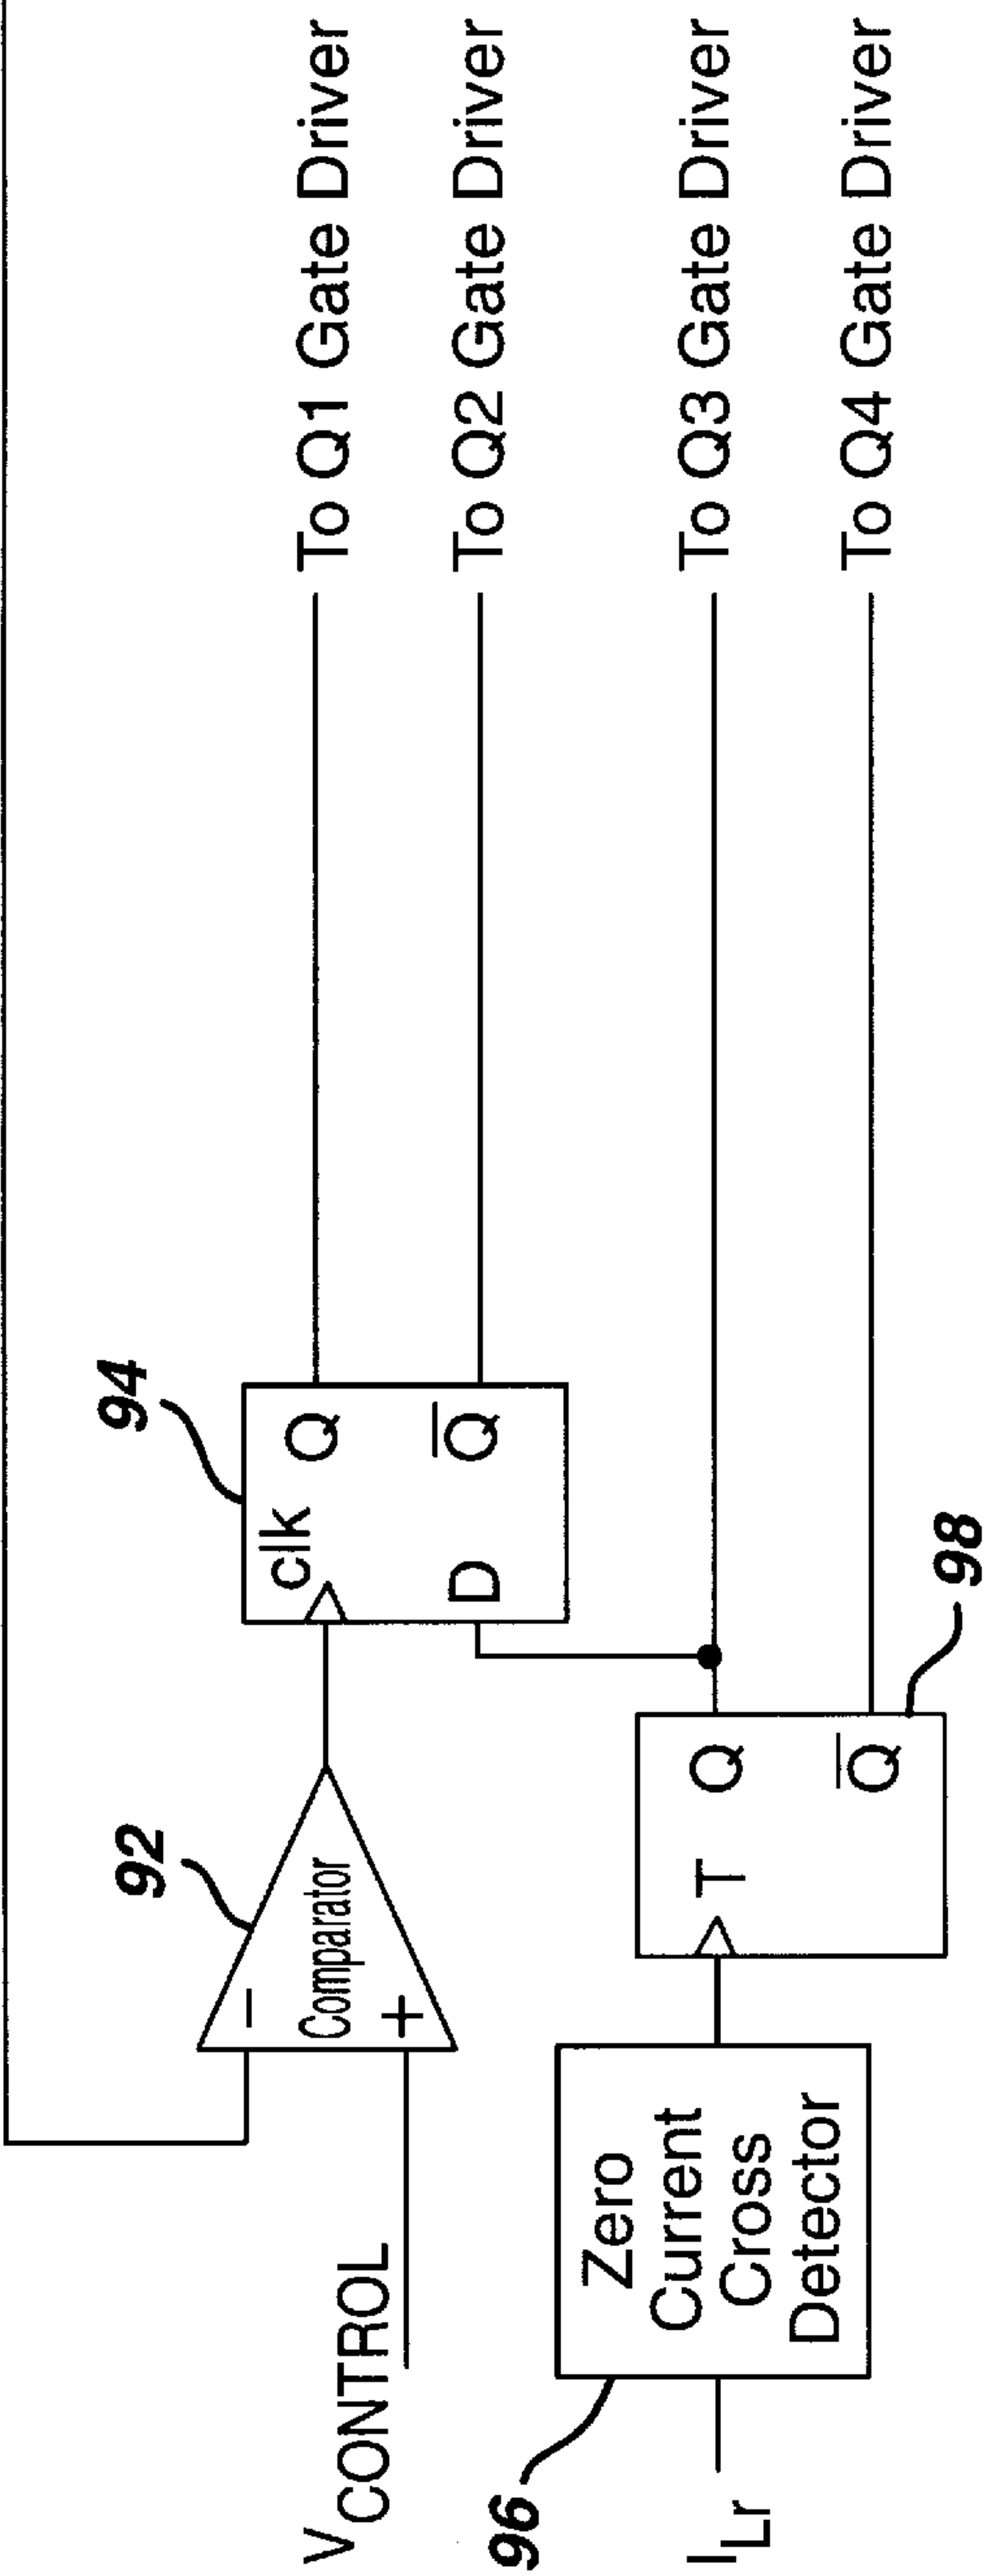 94
92
clk
Q
To Q1 Gate Driver
−
Comparator
+
D
Q̅
To Q2 Gate Driver
VCONTROL
96
Zero
Current
Cross
Detector
ILr
T
Q
To Q3 Gate Driver
Q̅
To Q4 Gate Driver
98